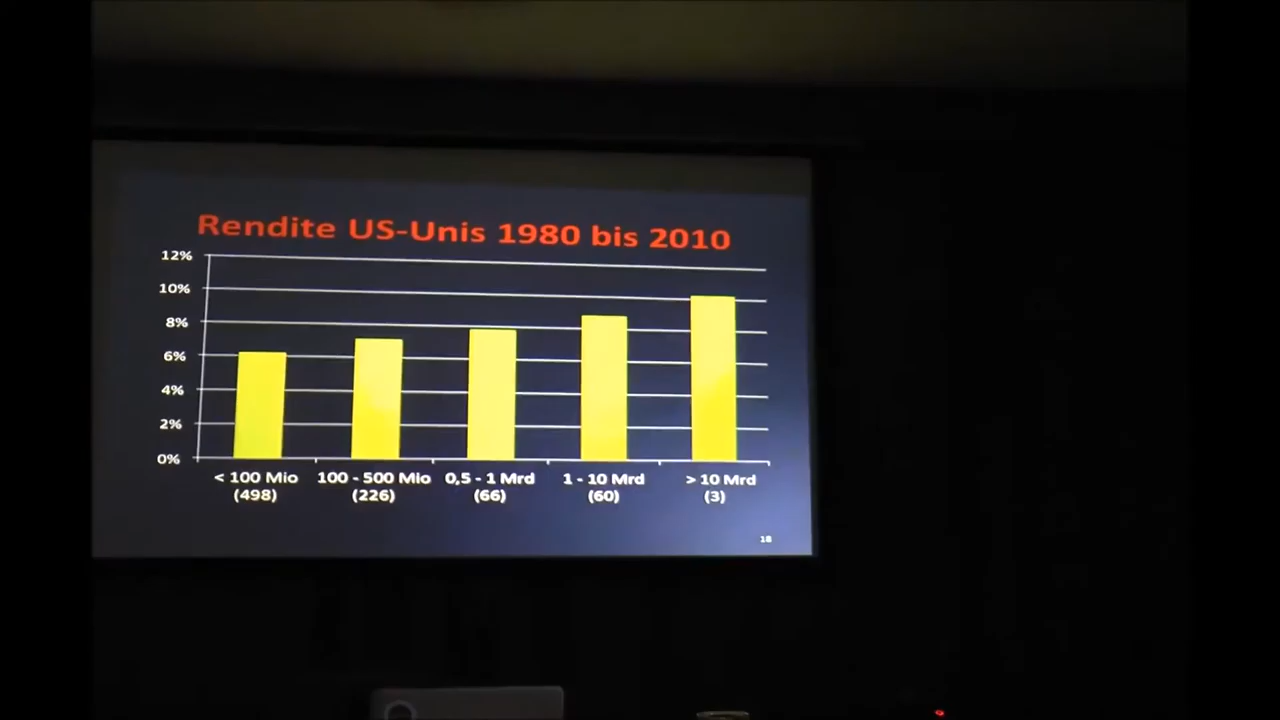 Rendite US-Unis 1980 bis 2010
12%
10%
8%
6%
4%
2%
0%
< 100 Mio 100 - 500 Mio 0,5 - 1 Mrd 1 - 10 Mrd > 10 Mrd
(498) (226) (66) (60) (3)
18